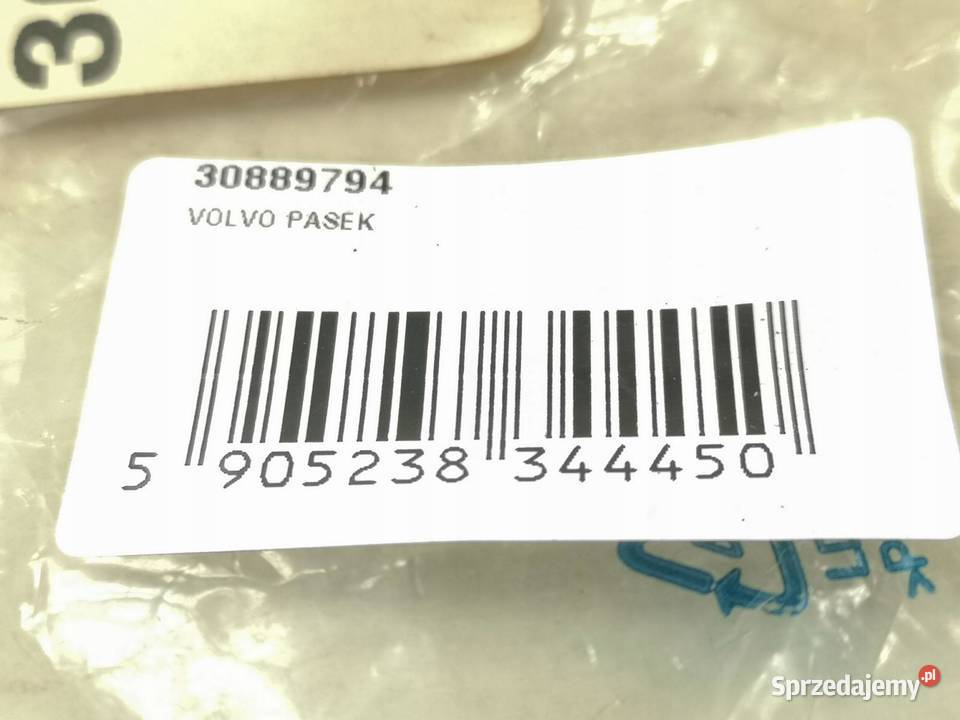 30889794
VOLVO PASEK
5 905238 344450
Sprzedajemy.pl